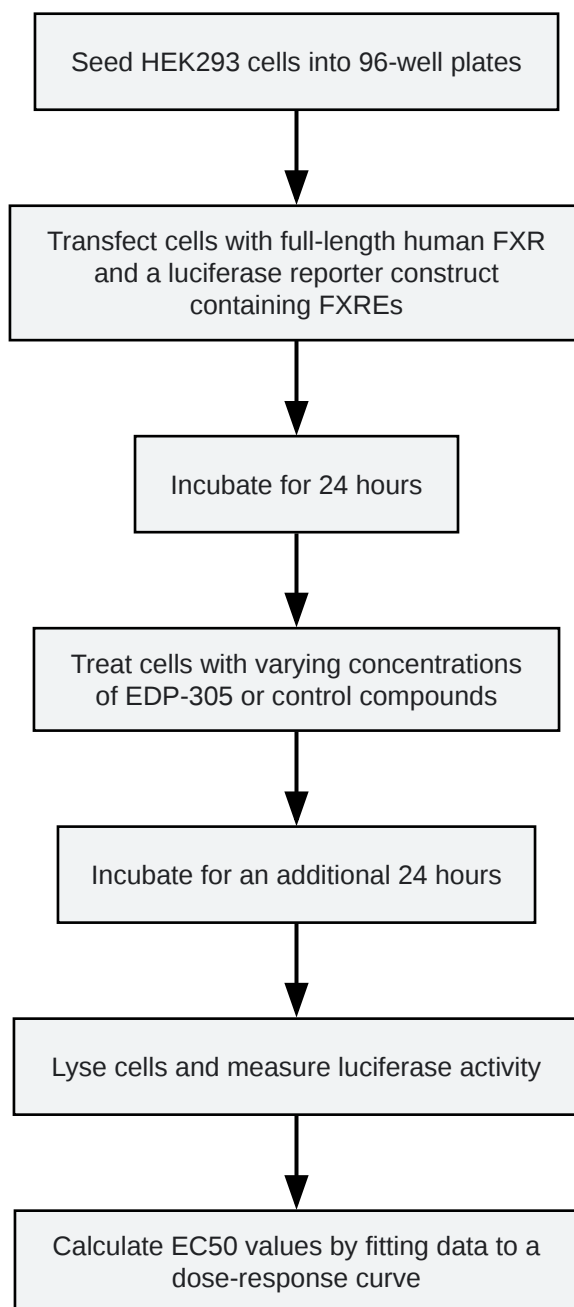 Seed HEK293 cells into 96-well plates
Transfect cells with full-length human FXR
and a luciferase reporter construct
containing FXREs
Incubate for 24 hours
Treat cells with varying concentrations
of EDP-305 or control compounds
Incubate for an additional 24 hours
Lyse cells and measure luciferase activity
Calculate EC50 values by fitting data to a
dose-response curve